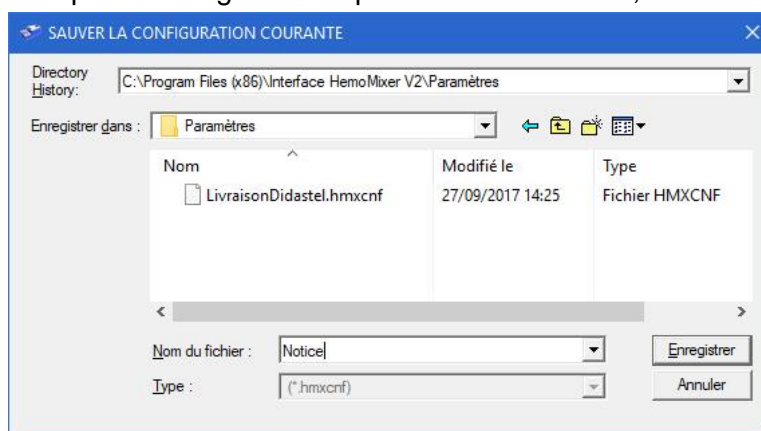 SAUVER LA CONFIGURATION COURANTE
Directory History: C:\Program Files (x86)\Interface HemoMixer V2\Paramètres
Enregistrer dans : Paramètres
Nom Modifié le Type
LivraisonDidastel.hmxcnf 27/09/2017 14:25 Fichier HMXCNF
Nom du fichier : Notice Enregistrer
Type : (*.hmxcnf) Annuler